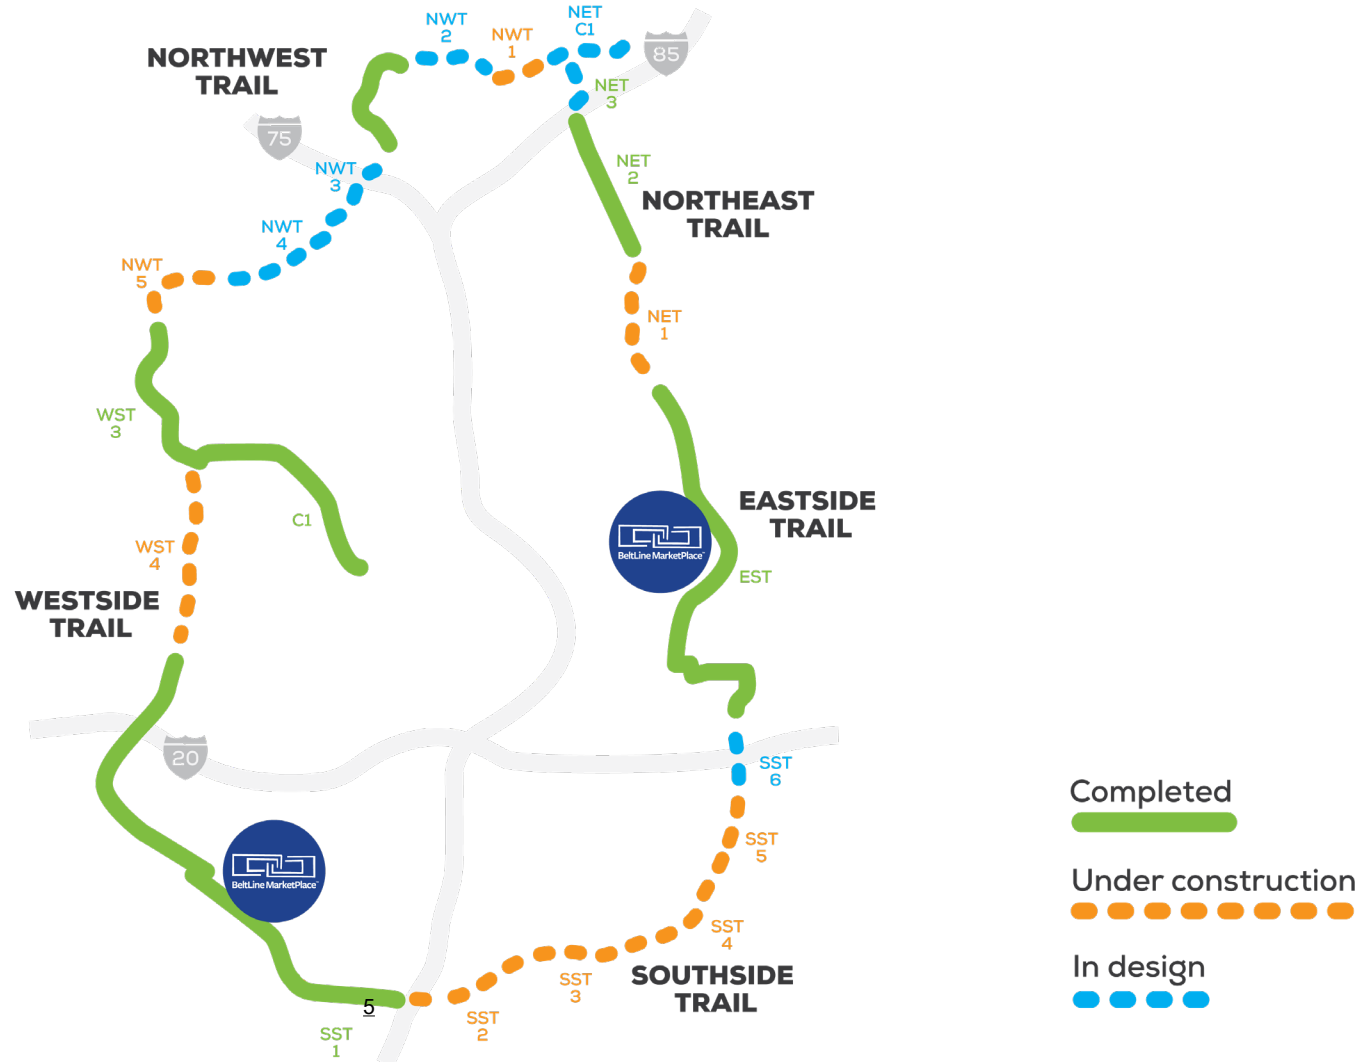 NET
C1
NWT
2
NWT
1
85
NORTHWEST
TRAIL
NET
3
75
NWT
3
NET
2
NORTHEAST
TRAIL
NWT
4
NWT
5
NET
1
WST
3
EASTSIDE
TRAIL
C1
BeltLine MarketPlace™
WST
4
EST
WESTSIDE
TRAIL
20
SST
6
Completed
SST
5
BeltLine MarketPlace™
Under construction
SST
4
In design
SST
3
SOUTHSIDE
TRAIL
5
SST
2
SST
1